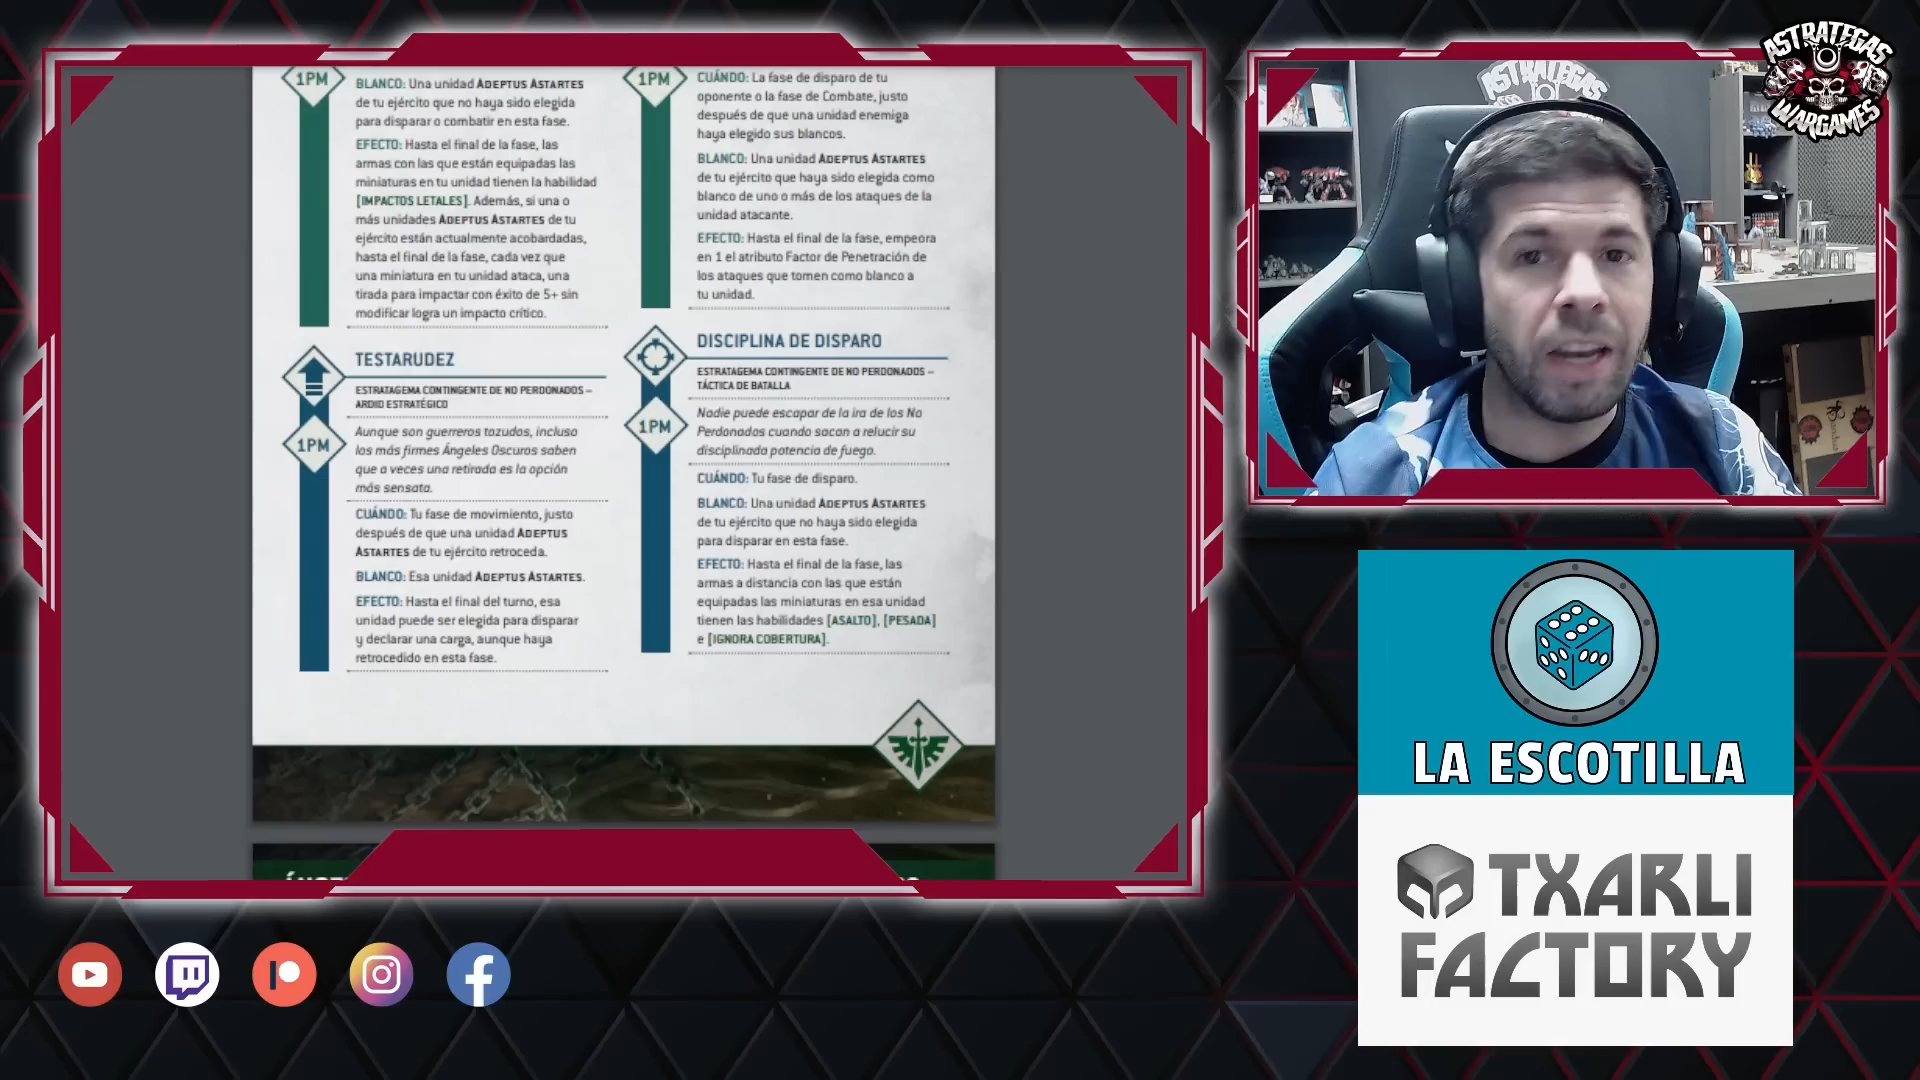 1PM
BLANCO: Una unidad ADEPTUS ASTARTES
de tu ejército que no haya sido elegida
para disparar o combatir en esta fase.
EFECTO: Hasta el final de la fase, las
armas con las que están equipadas las
miniaturas en tu unidad tienen la habilidad
[IMPACTOS LETALES]. Además, si una o
más unidades ADEPTUS ASTARTES de tu
ejército están actualmente acobardadas,
hasta el final de la fase, cada vez que
una miniatura en tu unidad ataca, una
tirada para impactar con éxito de 5+ sin
modificar logra un impacto crítico.
TESTARUDEZ
ESTRATAGEMA CONTINGENTE DE NO PERDONADOS –
ARDID ESTRATÉGICO
1PM
Aunque son guerreros tozudos, incluso
los más firmes Ángeles Oscuros saben
que a veces una retirada es la opción
más sensata.
CUÁNDO: Tu fase de movimiento, justo
después de que una unidad ADEPTUS
ASTARTES de tu ejército retroceda.
BLANCO: Esa unidad ADEPTUS ASTARTES.
EFECTO: Hasta el final del turno, esa
unidad puede ser elegida para disparar
y declarar una carga, aunque haya
retrocedido en esta fase.
1PM
CUÁNDO: La fase de disparo de tu
oponente o la fase de Combate, justo
después de que una unidad enemiga
haya elegido sus blancos.
BLANCO: Una unidad ADEPTUS ASTARTES
de tu ejército que haya sido elegida como
blanco de uno o más de los ataques de la
unidad atacante.
EFECTO: Hasta el final de la fase, empeora
en 1 el atributo Factor de Penetración de
los ataques que tomen como blanco a
tu unidad.
DISCIPLINA DE DISPARO
ESTRATAGEMA CONTINGENTE DE NO PERDONADOS –
TÁCTICA DE BATALLA
1PM
Nadie puede escapar de la ira de los No
Perdonados cuando sacan a relucir su
disciplinada potencia de fuego.
CUÁNDO: Tu fase de disparo.
BLANCO: Una unidad ADEPTUS ASTARTES
de tu ejército que no haya sido elegida
para disparar en esta fase.
EFECTO: Hasta el final de la fase, las
armas a distancia con las que están
equipadas las miniaturas en esa unidad
tienen las habilidades [ASALTO], [PESADA]
e [IGNORA COBERTURA].
ASTRATEGAS
WARGAMES
ASTRATEGAS
LA ESCOTILLA
TXARLI
FACTORY